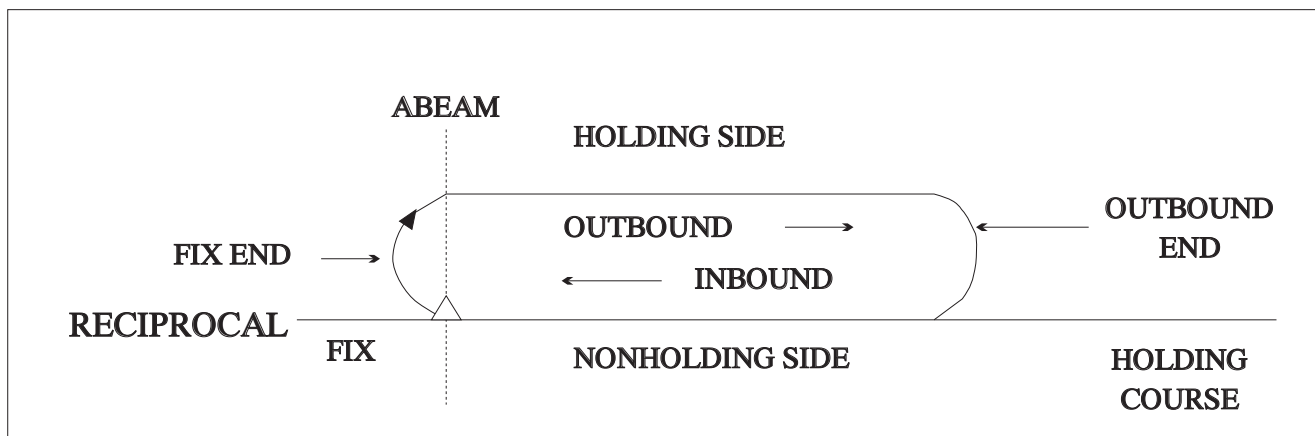 ABEAM
HOLDING SIDE
OUTBOUND
OUTBOUND
END
FIX END
INBOUND
RECIPROCAL
FIX
NONHOLDING SIDE
HOLDING
COURSE